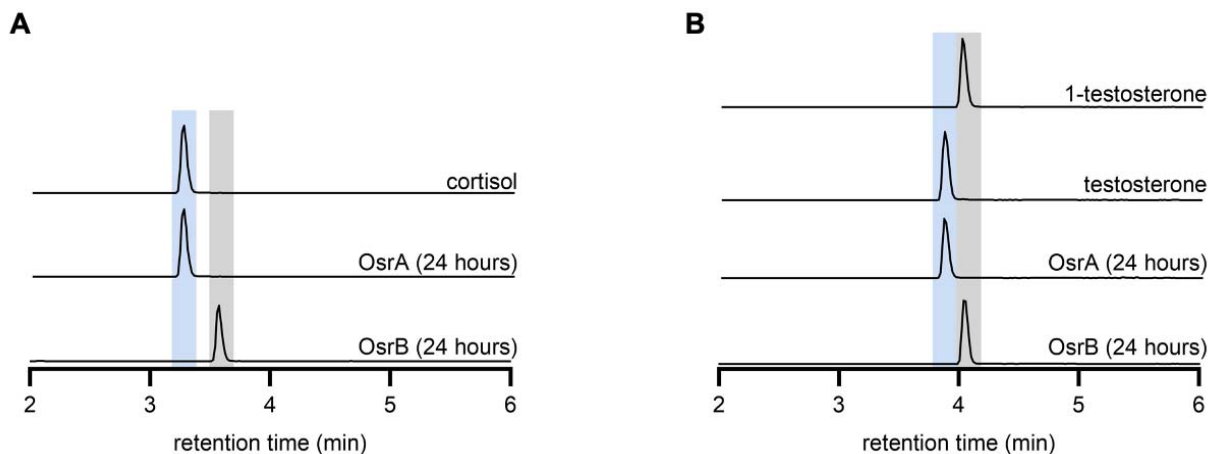 A
cortisol
OsrA (24 hours)
OsrB (24 hours)
2 3 4 5 6
retention time (min)
B
1-testosterone
testosterone
OsrA (24 hours)
OsrB (24 hours)
2 3 4 5 6
retention time (min)